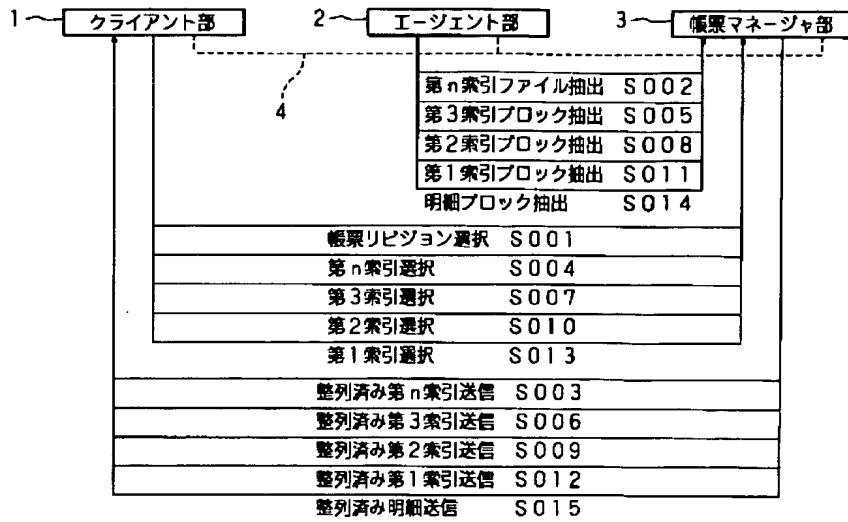 1 クライアント部 2 エージェント部 3 帳票マネージャ部
4
第n索引ファイル抽出 S002
第3索引ブロック抽出 S005
第2索引ブロック抽出 S008
第1索引ブロック抽出 S011
明細ブロック抽出 S014
帳票リビジョン選択 S001
第n索引選択 S004
第3索引選択 S007
第2索引選択 S010
第1索引選択 S013
整列済み第n索引送信 S003
整列済み第3索引送信 S006
整列済み第2索引送信 S009
整列済み第1索引送信 S012
整列済み明細送信 S015